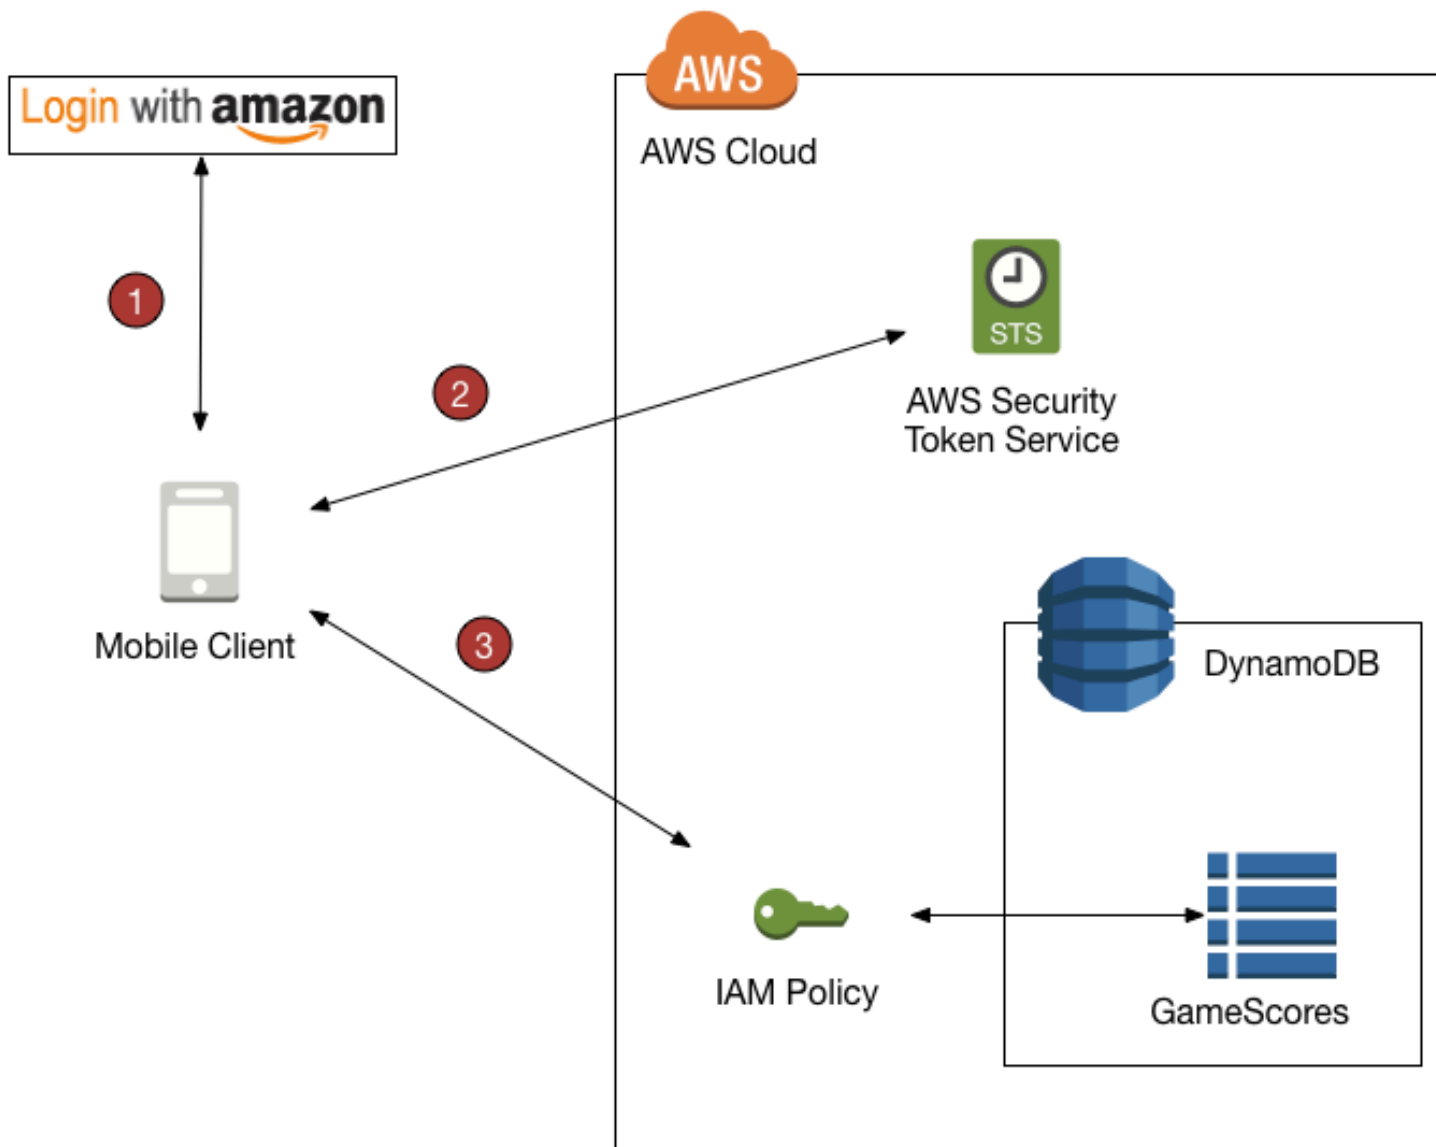 AWS
Login with amazon
AWS Cloud
1
STS
2
AWS Security
Token Service
Mobile Client
3
DynamoDB
IAM Policy
GameScores